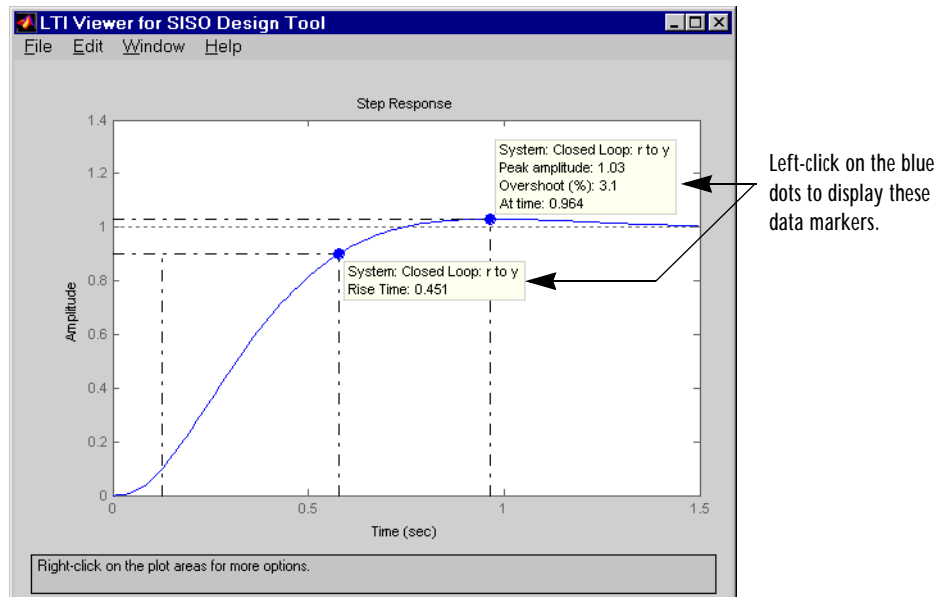 LTI Viewer for SISO Design Tool
File Edit Window Help
Step Response
1.4
1.2
1
0.8
0.6
0.4
0.2
0
Amplitude
System: Closed Loop: r to y
Peak amplitude: 1.03
Overshoot (%): 3.1
At time: 0.964
System: Closed Loop: r to y
Rise Time: 0.451
0 0.5 1 1.5
Time (sec)
Right-click on the plot areas for more options.
Left-click on the blue
dots to display these
data markers.